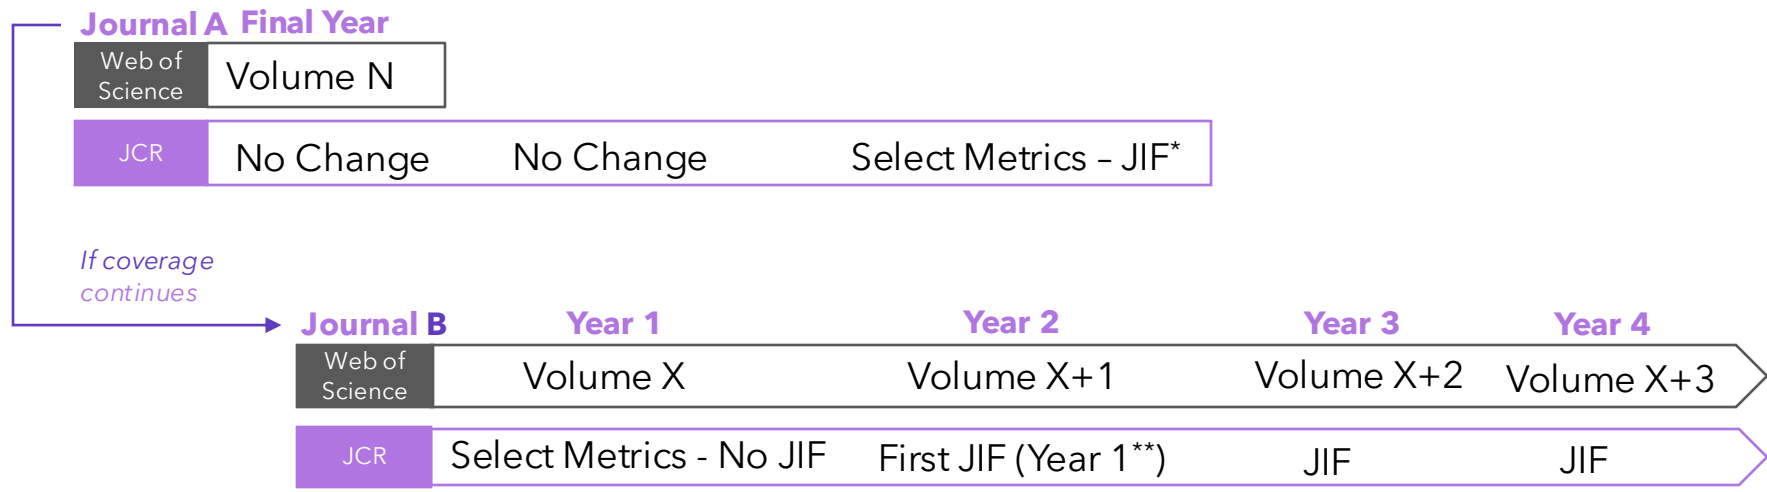 Journal A Final Year
Web of
Science
Volume N
JCR
No Change No Change Select Metrics – JIF*
If coverage
continues
Journal B Year 1 Year 2 Year 3 Year 4
Web of
Science
Volume X Volume X+1 Volume X+2 Volume X+3
JCR
Select Metrics - No JIF First JIF (Year 1**) JIF JIF